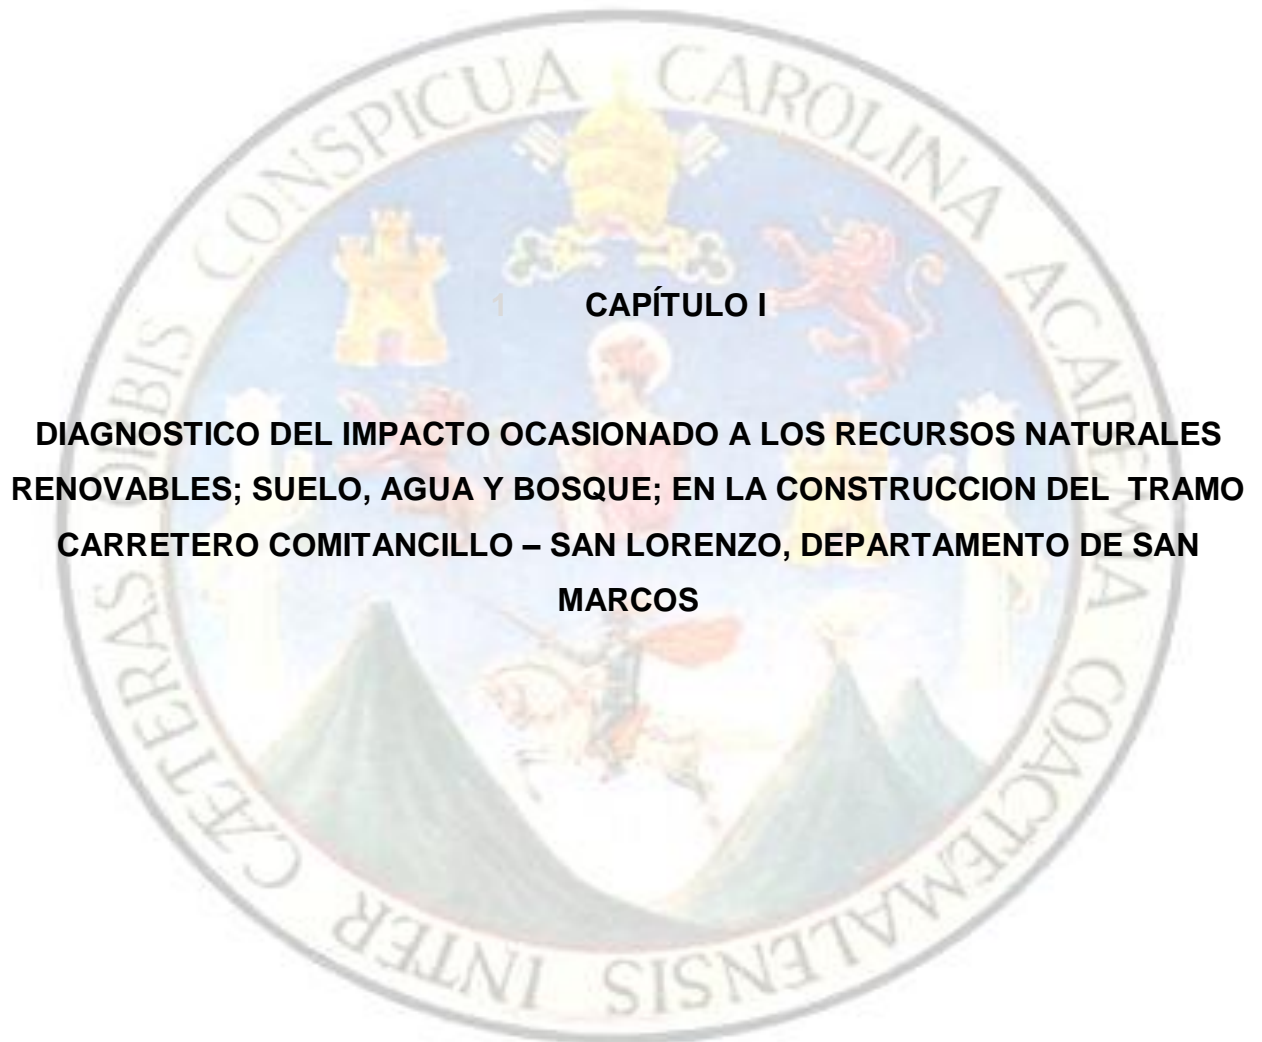 CAROLINA ACADEMIA COACTEMALENSIS INTER CÆTERAS ORBIS CONSPICUA
1 CAPÍTULO I
DIAGNOSTICO DEL IMPACTO OCASIONADO A LOS RECURSOS NATURALES
RENOVABLES; SUELO, AGUA Y BOSQUE; EN LA CONSTRUCCION DEL TRAMO
CARRETERO COMITANCILLO – SAN LORENZO, DEPARTAMENTO DE SAN
MARCOS